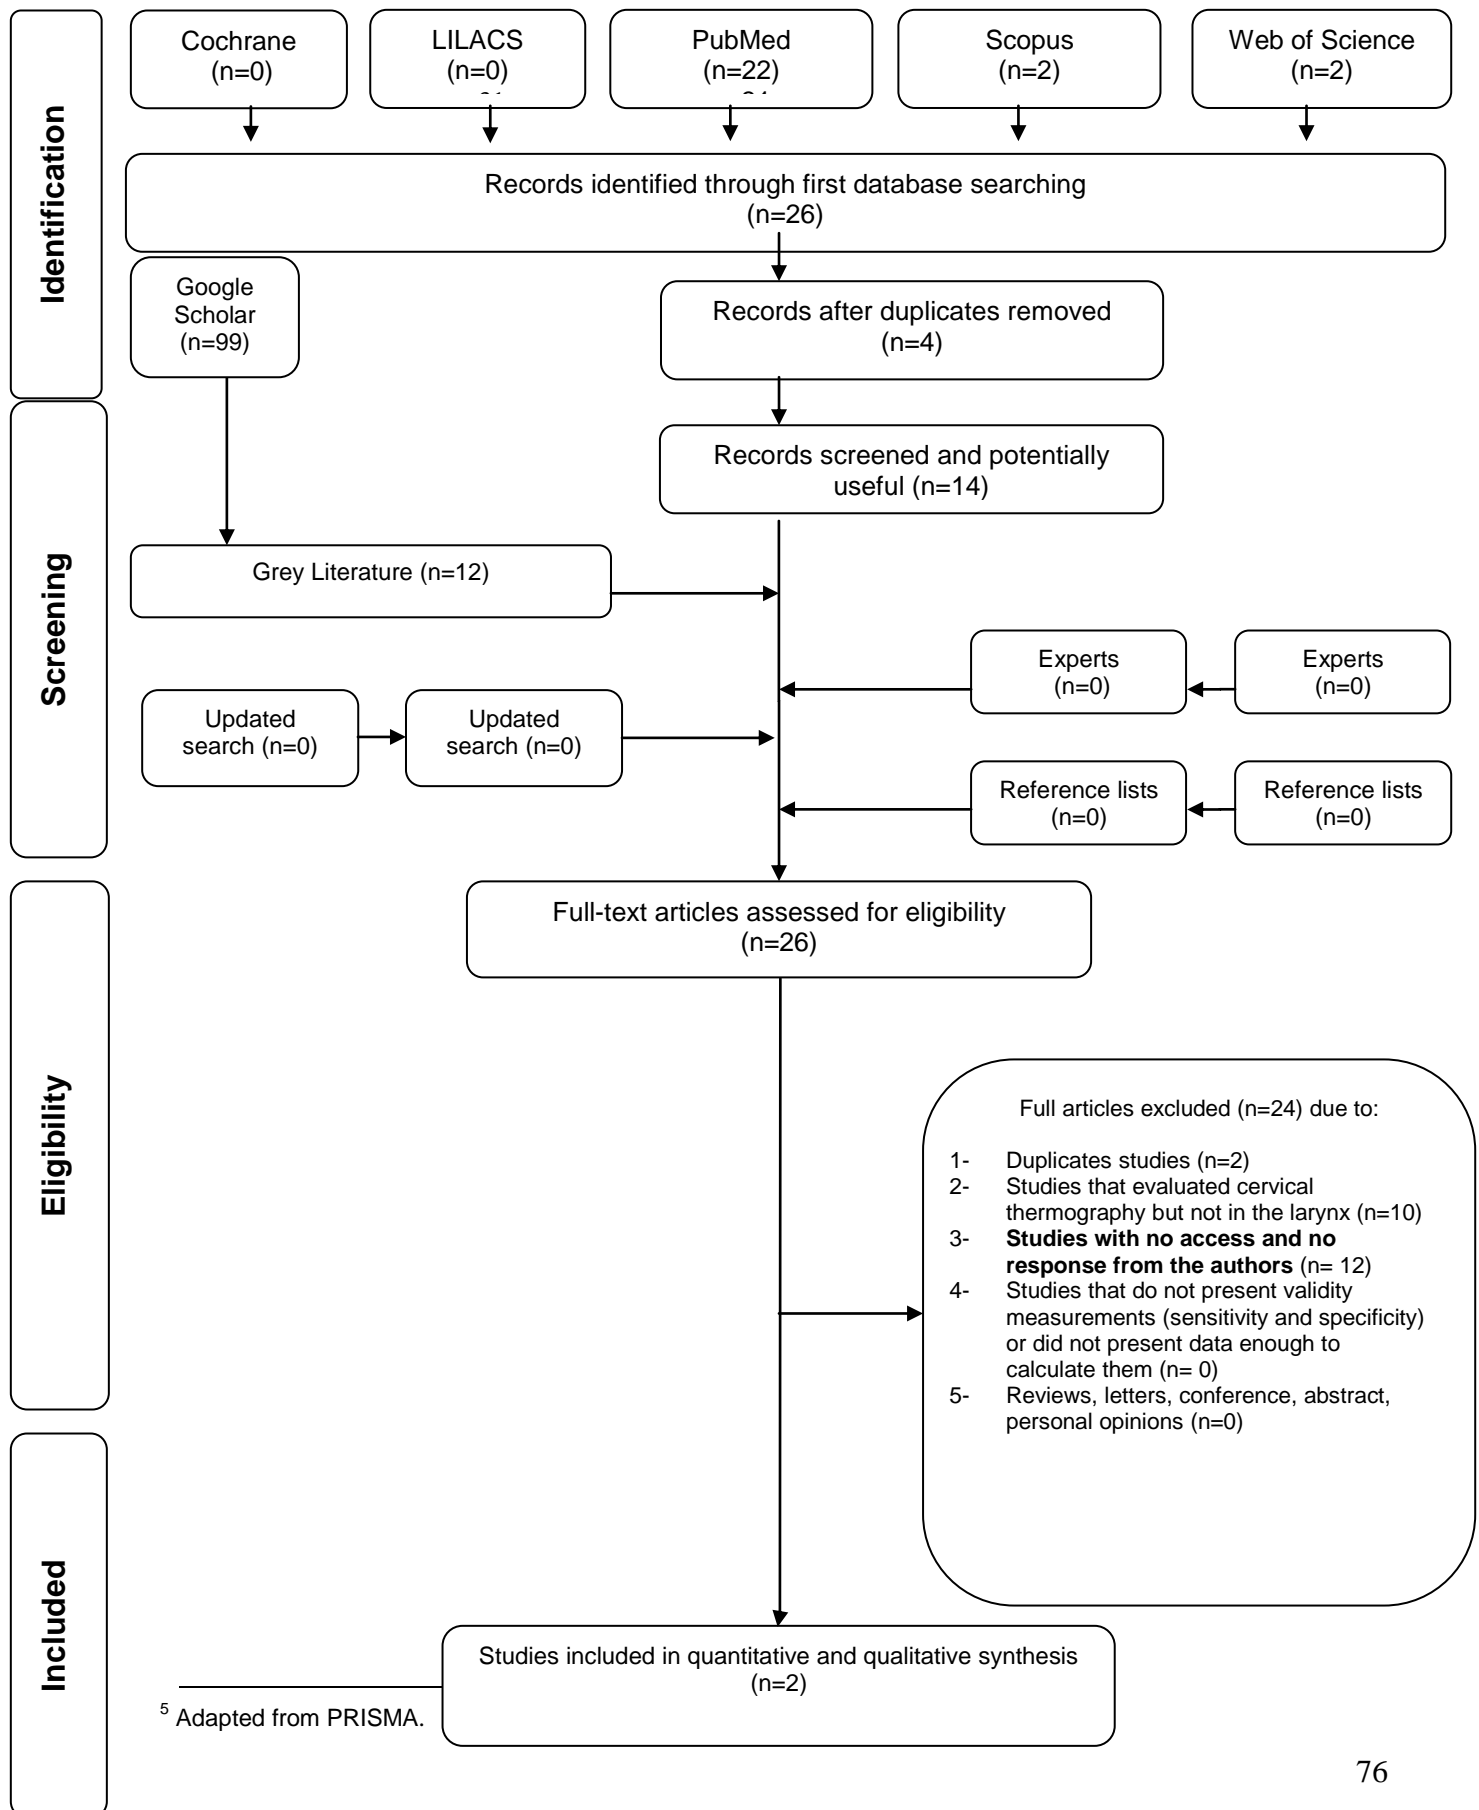 Identification
Cochrane
(n=0)
LILACS
(n=0)
PubMed
(n=22)
Scopus
(n=2)
Web of Science
(n=2)
Records identified through first database searching
(n=26)
Google
Scholar
(n=99)
Records after duplicates removed
(n=4)
Screening
Records screened and potentially
useful (n=14)
Grey Literature (n=12)
Experts
(n=0)
Experts
(n=0)
Updated
search (n=0)
Updated
search (n=0)
Reference lists
(n=0)
Reference lists
(n=0)
Eligibility
Full-text articles assessed for eligibility
(n=26)
Full articles excluded (n=24) due to:
1- Duplicates studies (n=2)
2- Studies that evaluated cervical
thermography but not in the larynx (n=10)
3- Studies with no access and no
response from the authors (n= 12)
4- Studies that do not present validity
measurements (sensitivity and specificity)
or did not present data enough to
calculate them (n= 0)
5- Reviews, letters, conference, abstract,
personal opinions (n=0)
Included
Studies included in quantitative and qualitative synthesis
(n=2)
5 Adapted from PRISMA.
76